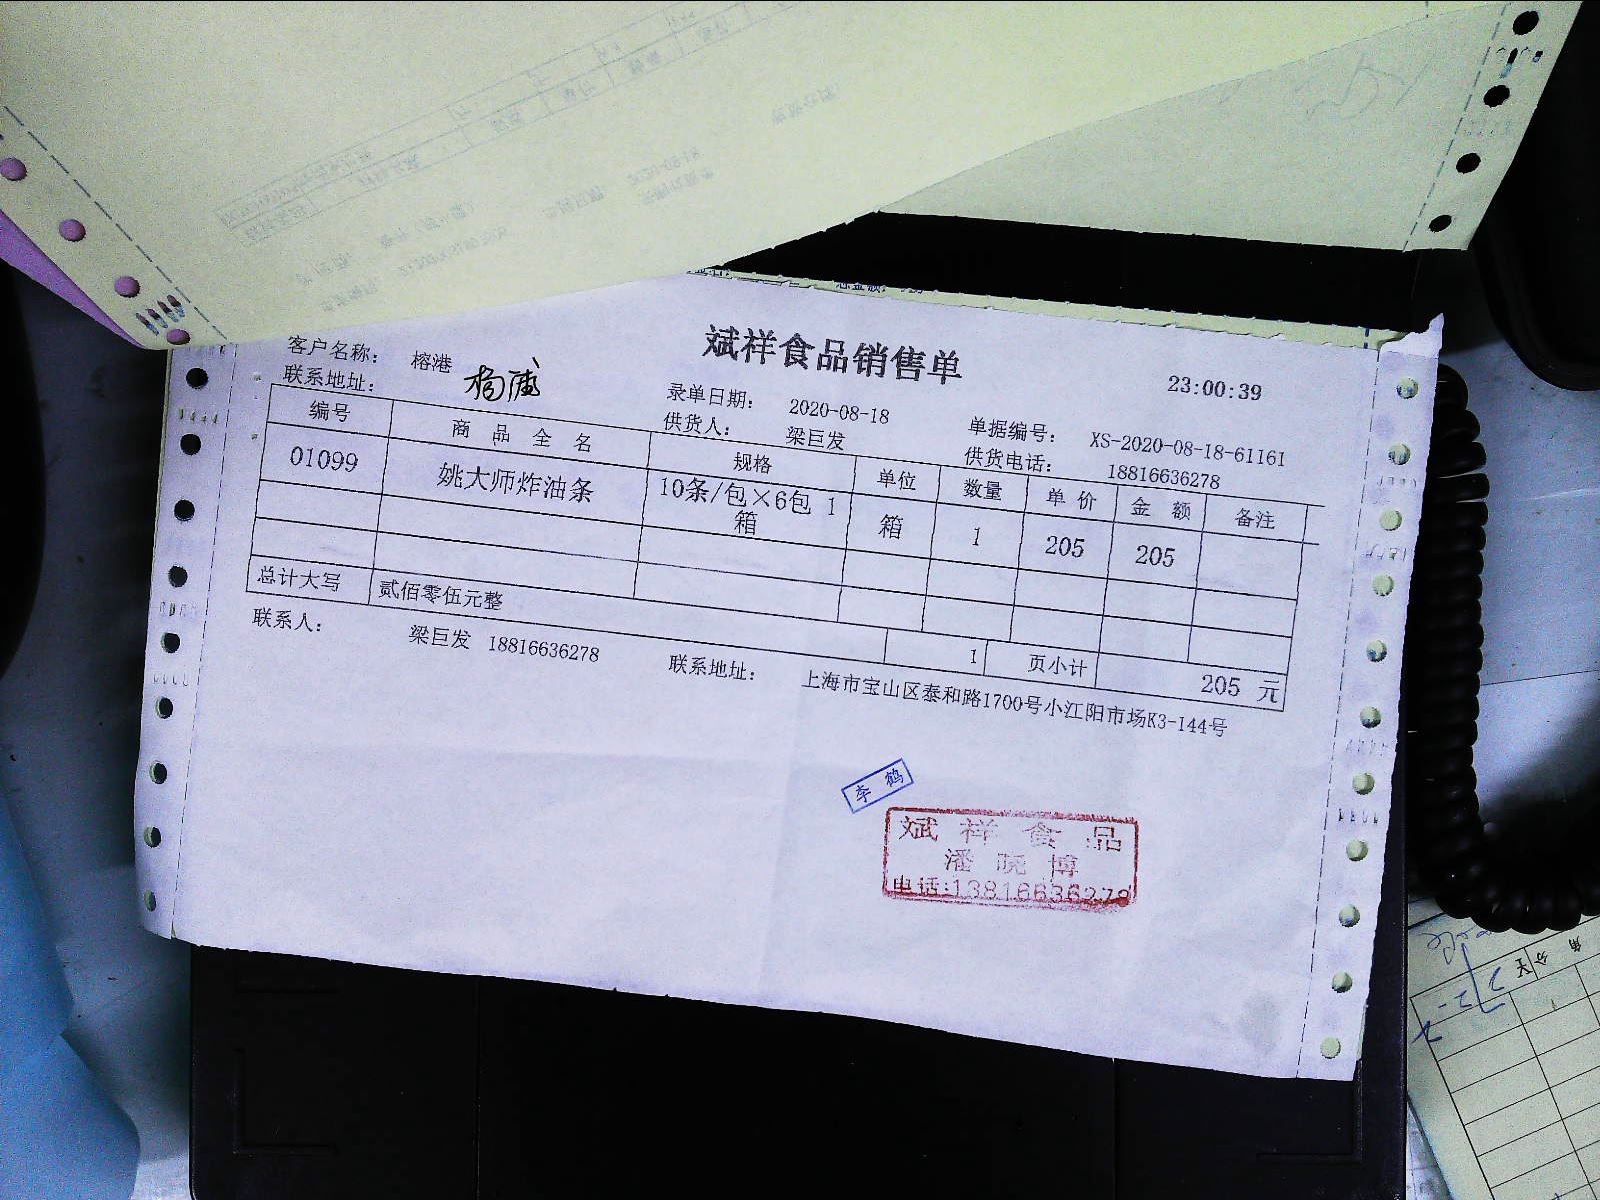 斌祥食品销售单
23:00:39
客户名称: 榕港
杨浦
录单日期: 2020-08-18
单据编号: XS-2020-08-18-61161
联系地址:
供货人: 梁巨发
供货电话: 18816636278
编号 商品全名 规格 单位 数量 单价 金额 备注
01099 姚大师炸油条 10条/包×6包 1箱 箱 1 205 205
总计大写 贰佰零伍元整 1 页小计 205 元
联系人: 梁巨发 18816636278 联系地址: 上海市宝山区泰和路1700号小江阳市场K3-144号
李鹤
斌祥食品
潘晓博
电话:13816636278
角 分